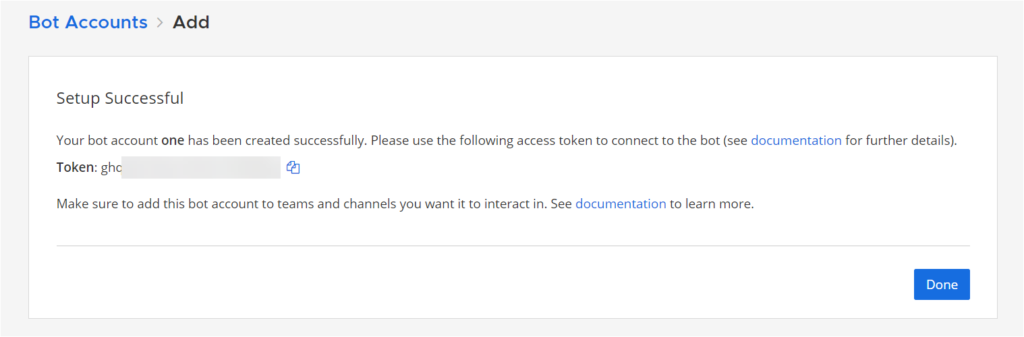 Bot Accounts > Add
Setup Successful
Your bot account one has been created successfully. Please use the following access token to connect to the bot (see documentation for further details).
Token: ghd
Make sure to add this bot account to teams and channels you want it to interact in. See documentation to learn more.
Done